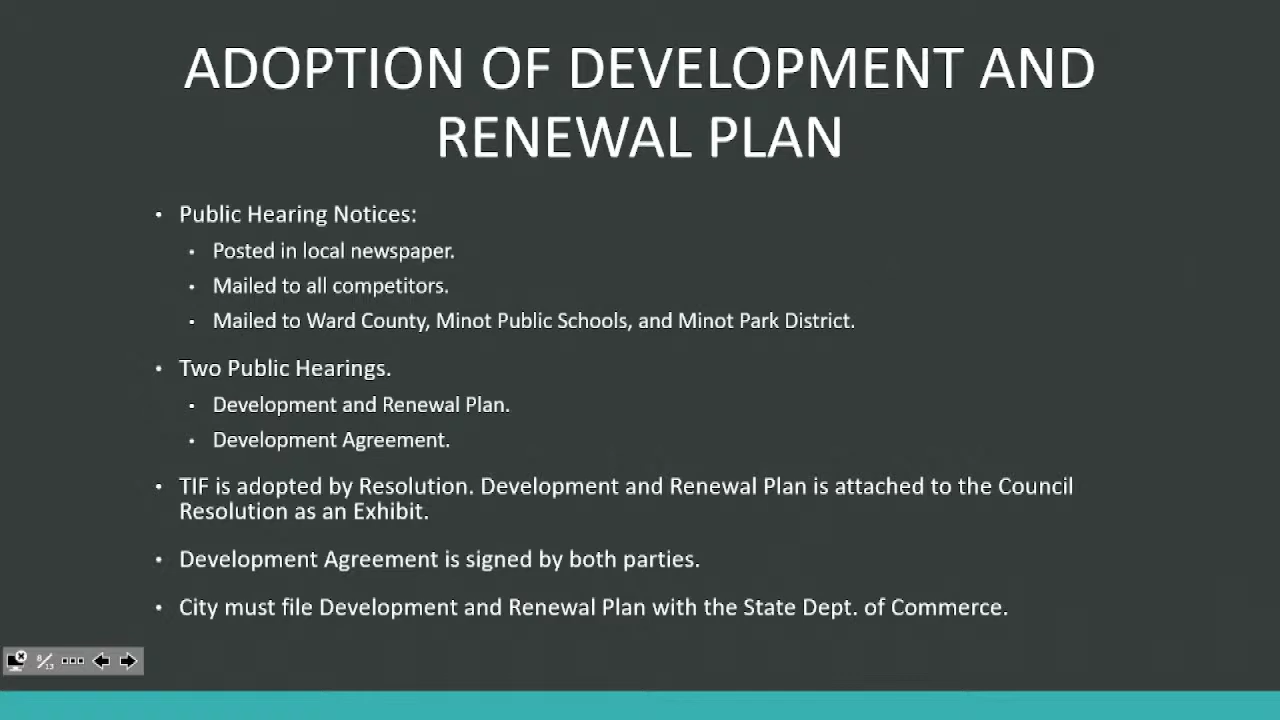 ADOPTION OF DEVELOPMENT AND
RENEWAL PLAN
• Public Hearing Notices:
• Posted in local newspaper.
• Mailed to all competitors.
• Mailed to Ward County, Minot Public Schools, and Minot Park District.
• Two Public Hearings.
• Development and Renewal Plan.
• Development Agreement.
• TIF is adopted by Resolution. Development and Renewal Plan is attached to the Council
Resolution as an Exhibit.
• Development Agreement is signed by both parties.
• City must file Development and Renewal Plan with the State Dept. of Commerce.
8/13